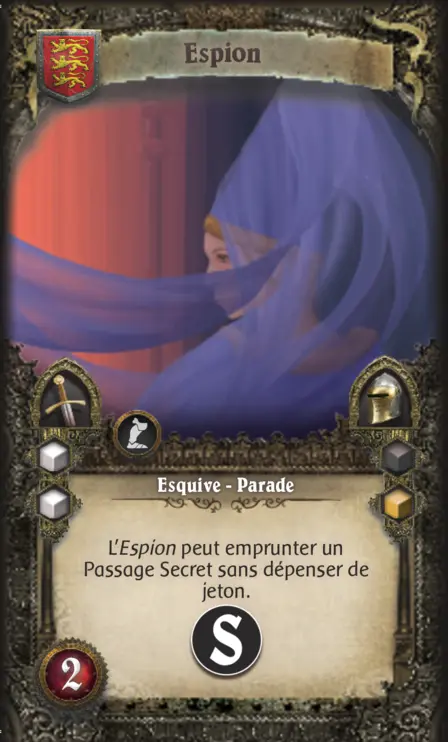 Espion
Esquive - Parade
L'Espion peut emprunter un
Passage Secret sans dépenser de
jeton.
S
2